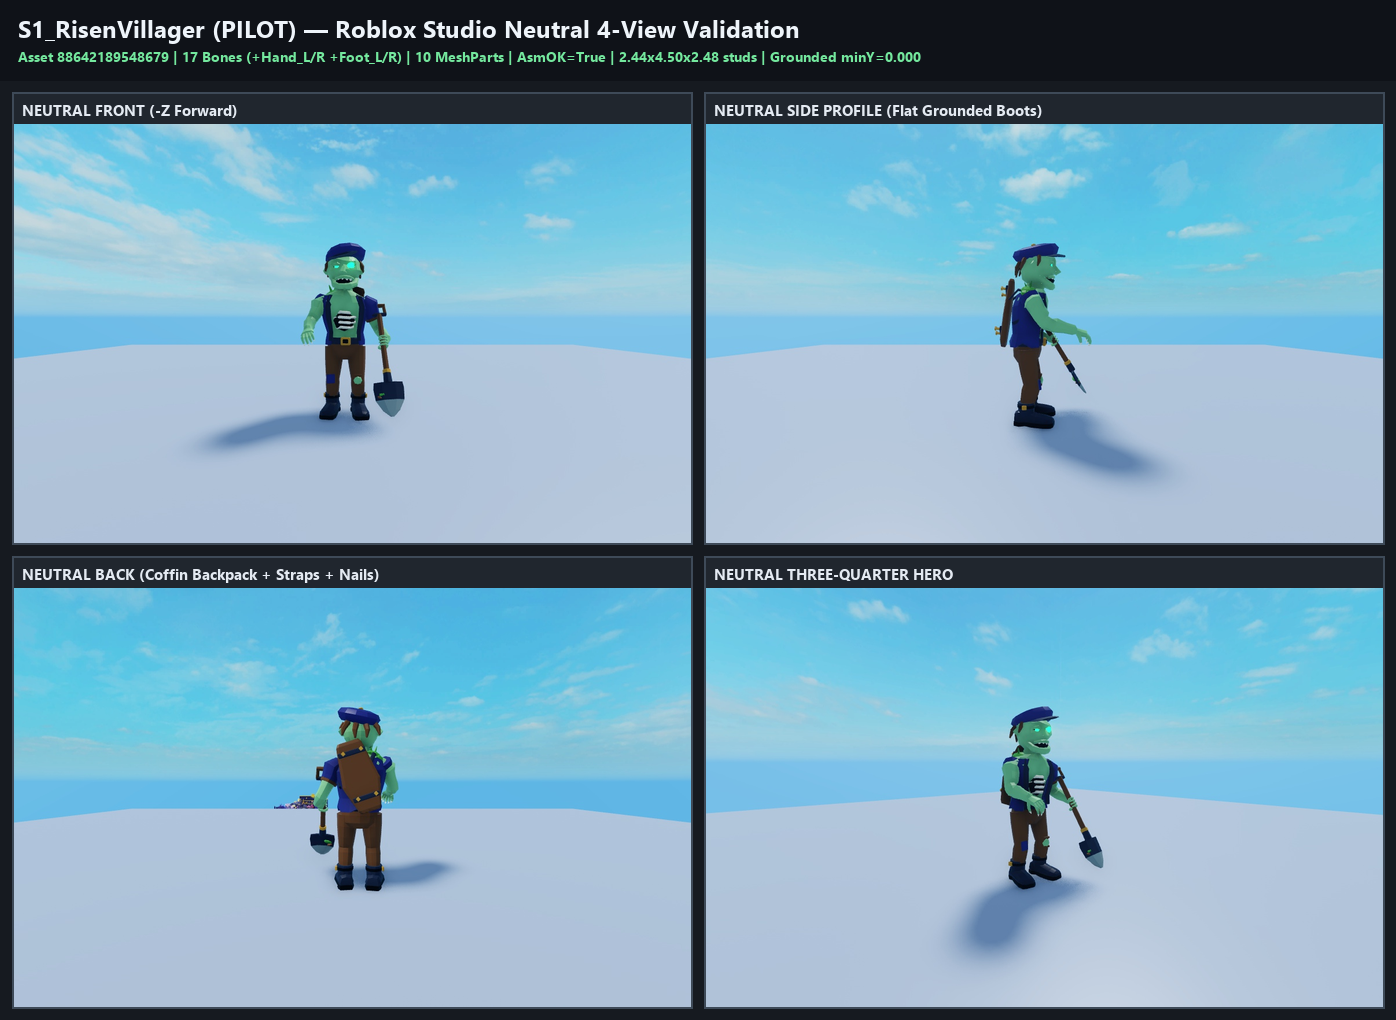 S1_RisenVillager (PILOT) — Roblox Studio Neutral 4-View Validation
Asset 88642189548679 | 17 Bones (+Hand_L/R +Foot_L/R) | 10 MeshParts | AsmOK=True | 2.44x4.50x2.48 studs | Grounded minY=0.000
NEUTRAL FRONT (-Z Forward)
NEUTRAL SIDE PROFILE (Flat Grounded Boots)
NEUTRAL BACK (Coffin Backpack + Straps + Nails)
NEUTRAL THREE-QUARTER HERO